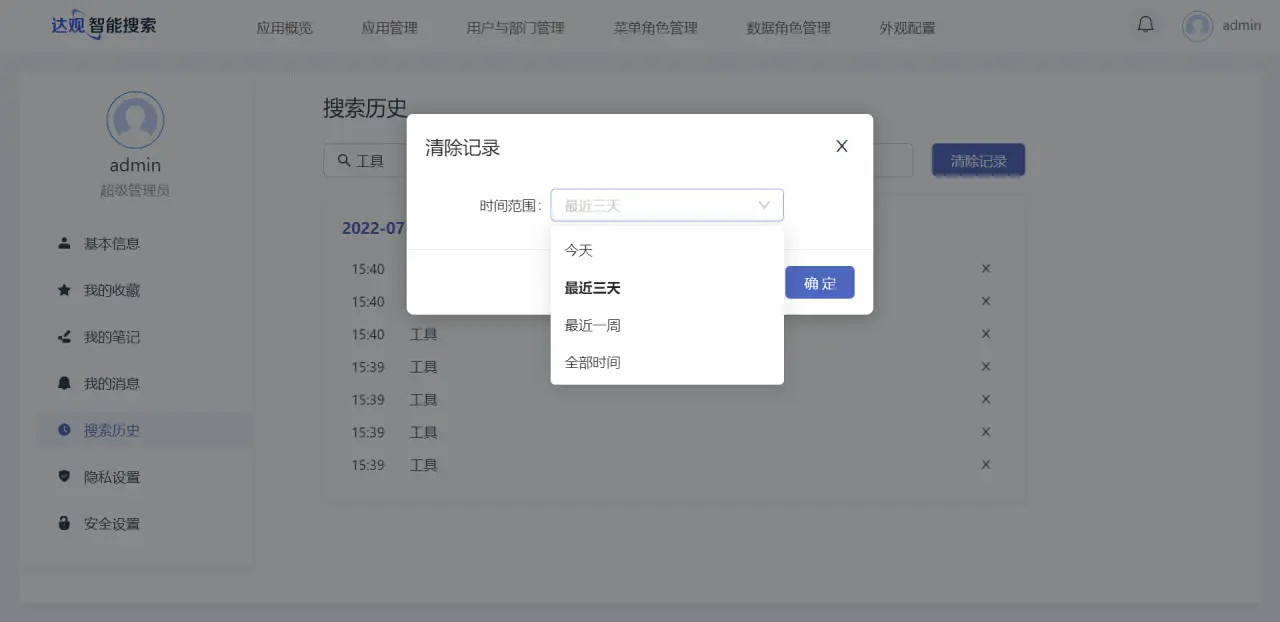 达观 智能搜索 应用概览 应用管理 用户与部门管理 菜单角色管理 数据角色管理 外观配置 admin
admin
超级管理员
基本信息
我的收藏
我的笔记
我的消息
搜索历史
隐私设置
安全设置
搜索历史
工具 清除记录
2022-07
15:40 X
15:40 X
15:40 工具 X
15:39 工具 X
15:39 工具 X
15:39 工具 X
15:39 工具 X
清除记录 X
时间范围: 最近三天
今天
最近三天
最近一周
全部时间
确定